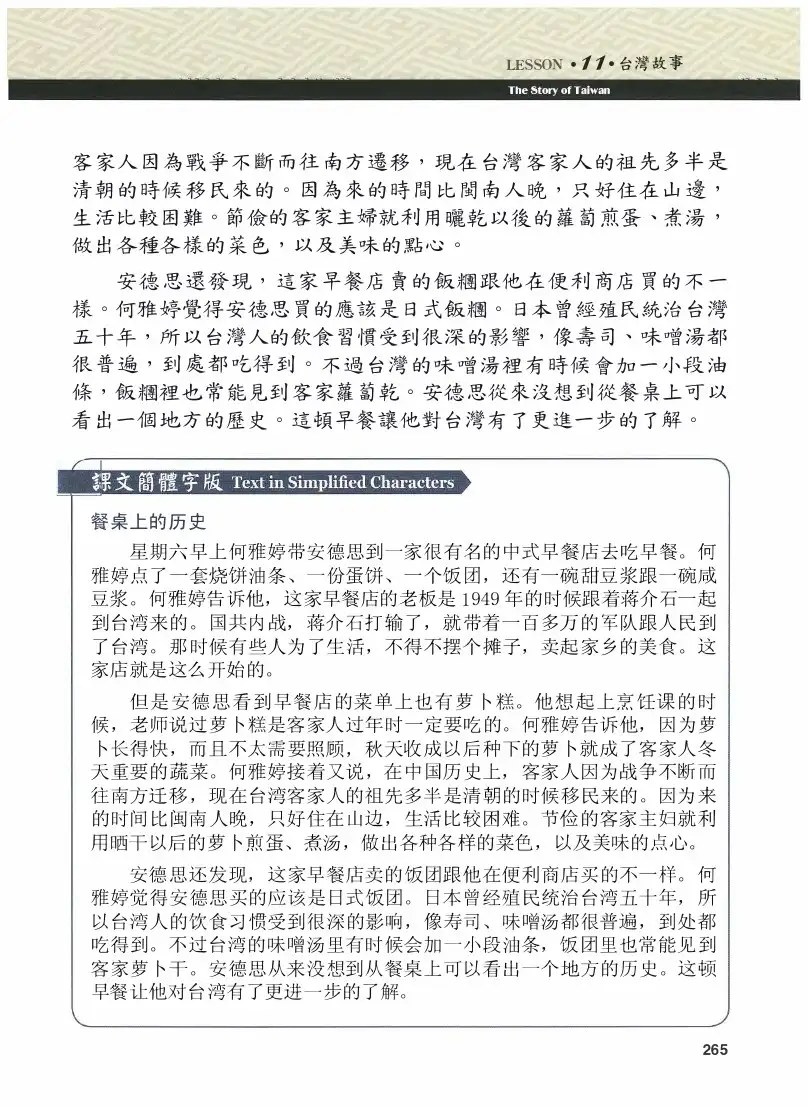 LESSON •11•台灣故事
The Story of Taiwan
客家人因為戰爭不斷而往南方遷移，現在台灣客家人的祖先多半是
清朝的時候移民來的。因為來的時間比閩南人晚，只好住在山邊，
生活比較困難。節儉的客家主婦就利用曬乾以後的蘿蔔煎蛋、煮湯，
做出各種各樣的菜色，以及美味的點心。
安德思還發現，這家早餐店賣的飯糰跟他在便利商店買的不一
樣。何雅婷覺得安德思買的應該是日式飯糰。日本曾經殖民統治台灣
五十年，所以台灣人的飲食習慣受到很深的影響，像壽司、味噌湯都
很普遍，到處都吃得到。不過台灣的味噌湯裡有時候會加一小段油
條，飯糰裡也常能見到客家蘿蔔乾。安德思從來沒想到從餐桌上可以
看出一個地方的歷史。這頓早餐讓他對台灣有了更進一步的了解。
課文簡體字版 Text in Simplified Characters
餐桌上的历史
星期六早上何雅婷带安德思到一家很有名的中式早餐店去吃早餐。何
雅婷点了一套烧饼油条、一份蛋饼、一个饭团，还有一碗甜豆浆跟一碗咸
豆浆。何雅婷告诉他，这家早餐店的老板是 1949 年的时候跟着蒋介石一起
到台湾来的。国共内战，蒋介石打输了，就带着一百多万的军队跟人民到
了台湾。那时候有些人为了生活，不得不摆个摊子，卖起家乡的美食。这
家店就是这么开始的。
但是安德思看到早餐店的菜单上也有萝卜糕。他想起上烹饪课的时
候，老师说过萝卜糕是客家人过年时一定要吃的。何雅婷告诉他，因为萝
卜长得快，而且不太需要照顾，秋天收成以后种下的萝卜就成了客家人冬
天重要的蔬菜。何雅婷接着又说，在中国历史上，客家人因为战争不断而
往南方迁移，现在台湾客家人的祖先多半是清朝的时候移民来的。因为来
的时间比闽南人晚，只好住在山边，生活比较困难。节俭的客家主妇就利
用晒干以后的萝卜煎蛋、煮汤，做出各种各样的菜色，以及美味的点心。
安德思还发现，这家早餐店卖的饭团跟他在便利商店买的不一样。何
雅婷觉得安德思买的应该是日式饭团。日本曾经殖民统治台湾五十年，所
以台湾人的饮食习惯受到很深的影响，像寿司、味噌汤都很普遍，到处都
吃得到。不过台湾的味噌汤里有时候会加一小段油条，饭团里也常能见到
客家萝卜干。安德思从来没想到从餐桌上可以看出一个地方的历史。这顿
早餐让他对台湾有了更进一步的了解。
265